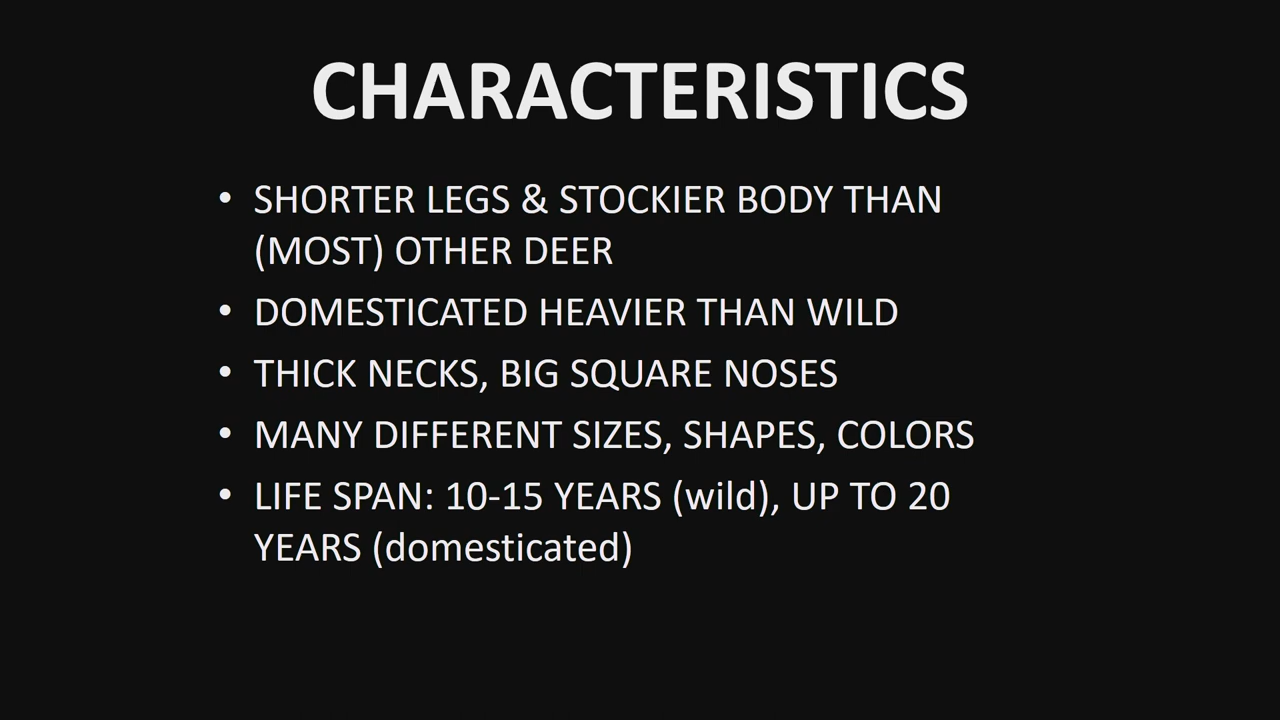 CHARACTERISTICS
• SHORTER LEGS & STOCKIER BODY THAN
(MOST) OTHER DEER
• DOMESTICATED HEAVIER THAN WILD
• THICK NECKS, BIG SQUARE NOSES
• MANY DIFFERENT SIZES, SHAPES, COLORS
• LIFE SPAN: 10-15 YEARS (wild), UP TO 20
YEARS (domesticated)